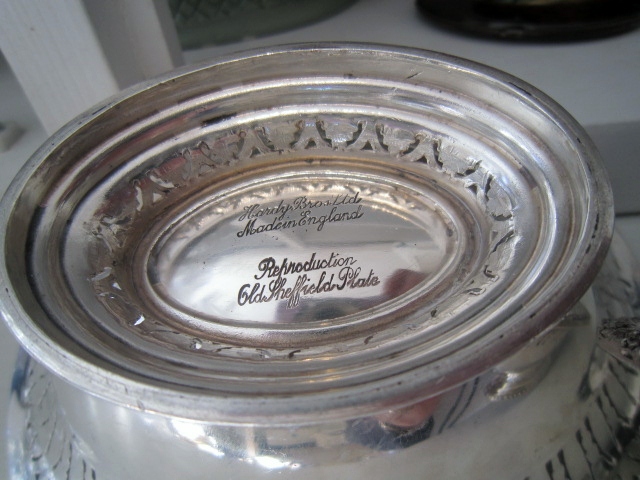 Hardy Bros Ltd
Made in England
Reproduction
Old Sheffield Plate